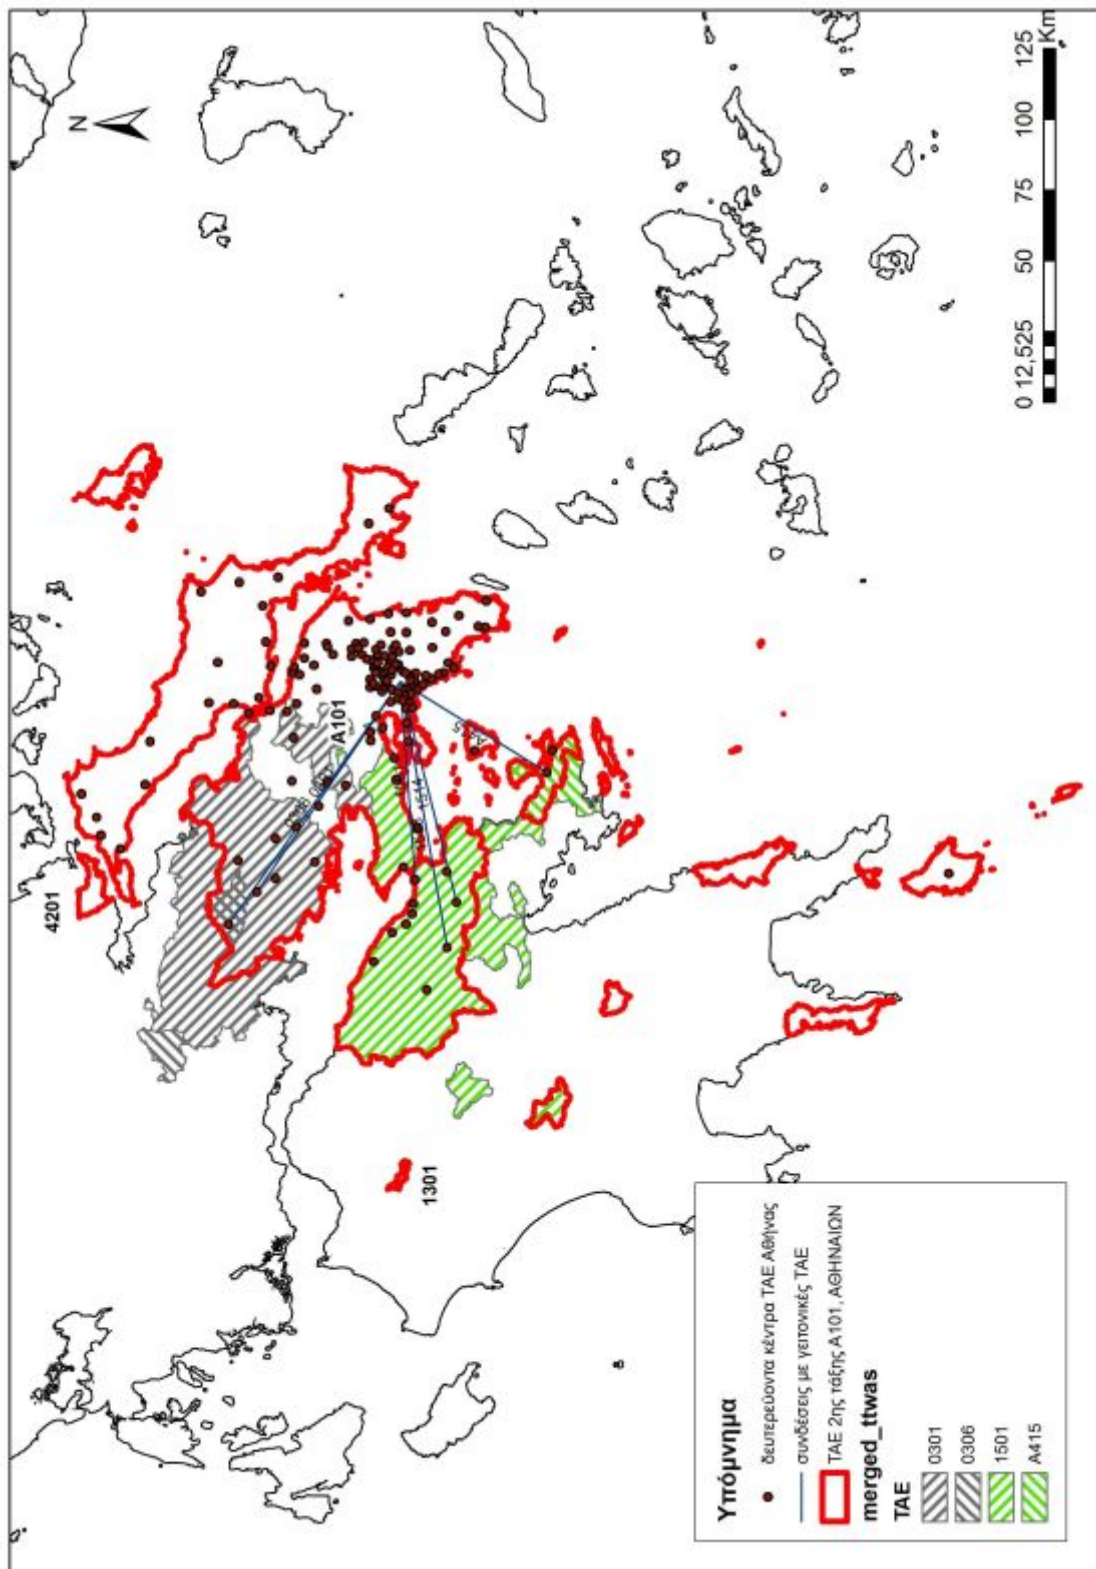 N
4201
A101
A415
1301
Υπόμνημα
δευτερεύοντα κέντρα ΤΑΕ Αθήνας
συνδέσεις με γειτονικές ΤΑΕ
ΤΑΕ 2ης τάξης Α101, ΑΘΗΝΑΙΩΝ
merged_ttwas
ΤΑΕ
0301
0306
1501
A415
0 12,525 50 75 100 125
Km